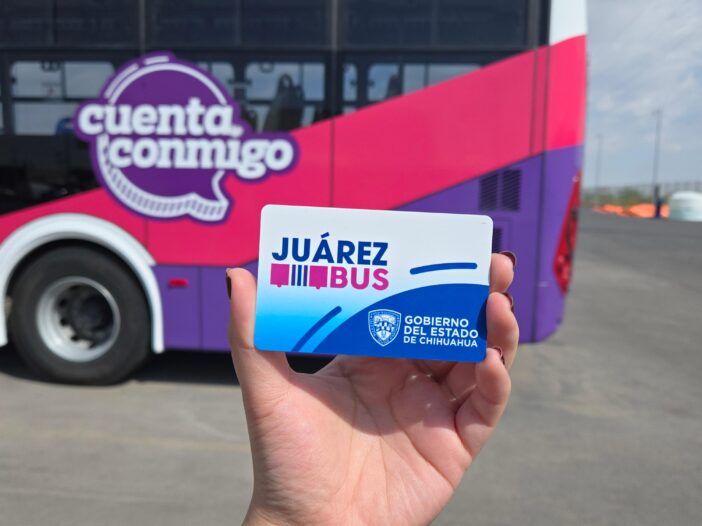 cuenta
conmigo
JUÁREZ
BUS
GOBIERNO
DEL ESTADO
DE CHIHUAHUA